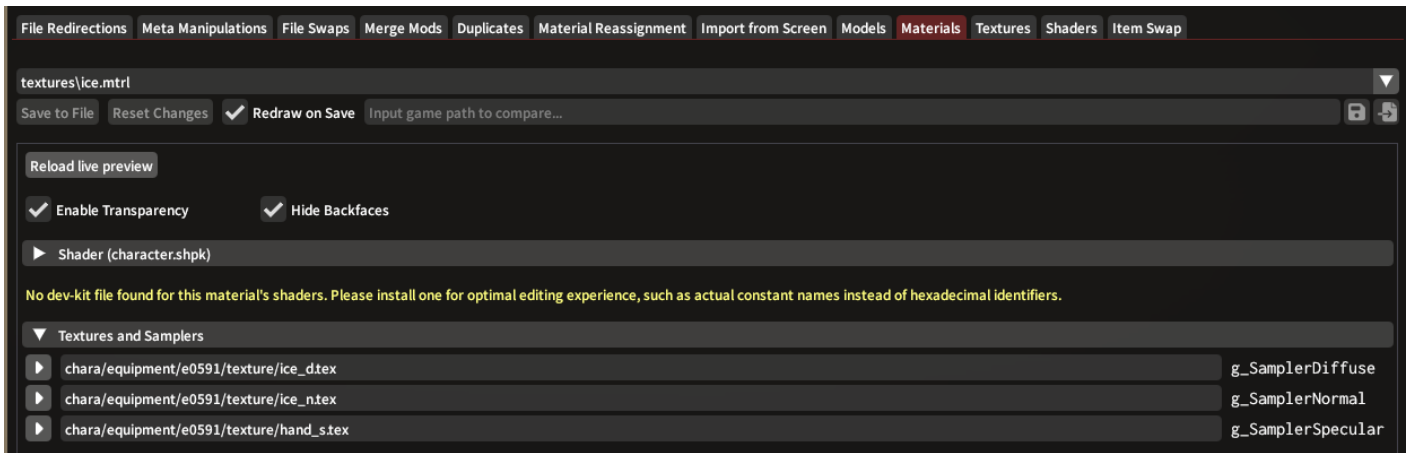 File Redirections Meta Manipulations File Swaps Merge Mods Duplicates Material Reassignment Import from Screen Models Materials Textures Shaders Item Swap
textures\ice.mtrl
Save to File Reset Changes Redraw on Save Input game path to compare...
Reload live preview
Enable Transparency Hide Backfaces
Shader (character.shpk)
No dev-kit file found for this material's shaders. Please install one for optimal editing experience, such as actual constant names instead of hexadecimal identifiers.
Textures and Samplers
chara/equipment/e0591/texture/ice_d.tex g_SamplerDiffuse
chara/equipment/e0591/texture/ice_n.tex g_SamplerNormal
chara/equipment/e0591/texture/hand_s.tex g_SamplerSpecular